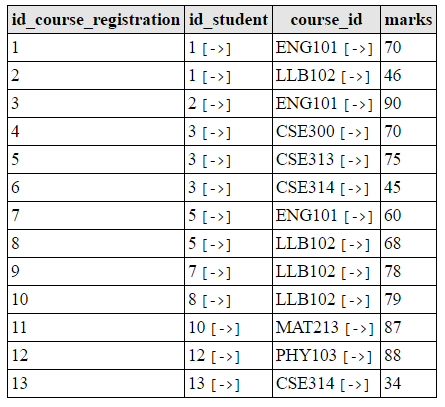 id_course_registration id_student course_id marks
1 1 [->] ENG101 [->] 70
2 1 [->] LLB102 [->] 46
3 2 [->] ENG101 [->] 90
4 3 [->] CSE300 [->] 70
5 3 [->] CSE313 [->] 75
6 3 [->] CSE314 [->] 45
7 5 [->] ENG101 [->] 60
8 5 [->] LLB102 [->] 68
9 7 [->] LLB102 [->] 78
10 8 [->] LLB102 [->] 79
11 10 [->] MAT213 [->] 87
12 12 [->] PHY103 [->] 88
13 13 [->] CSE314 [->] 34